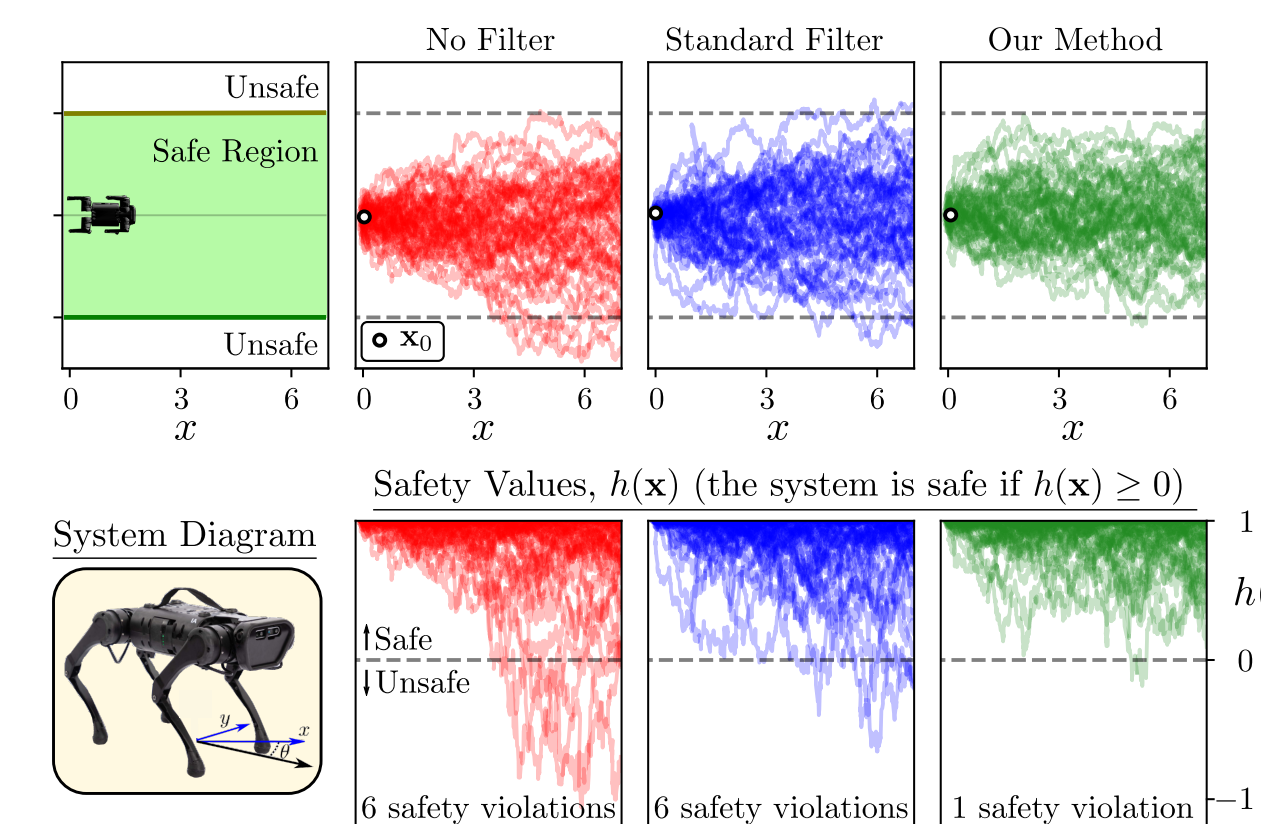 No Filter
Standard Filter
Our Method
Unsafe
Safe Region
Unsafe
x₀
0 3 6
0 3 6
0 3 6
0 3 6
x
x
x
x
Safety Values, h(x) (the system is safe if h(x) ≥ 0)
System Diagram
y
x
θ
↑Safe
↓Unsafe
6 safety violations
6 safety violations
1 safety violation
1
h(
0
−1